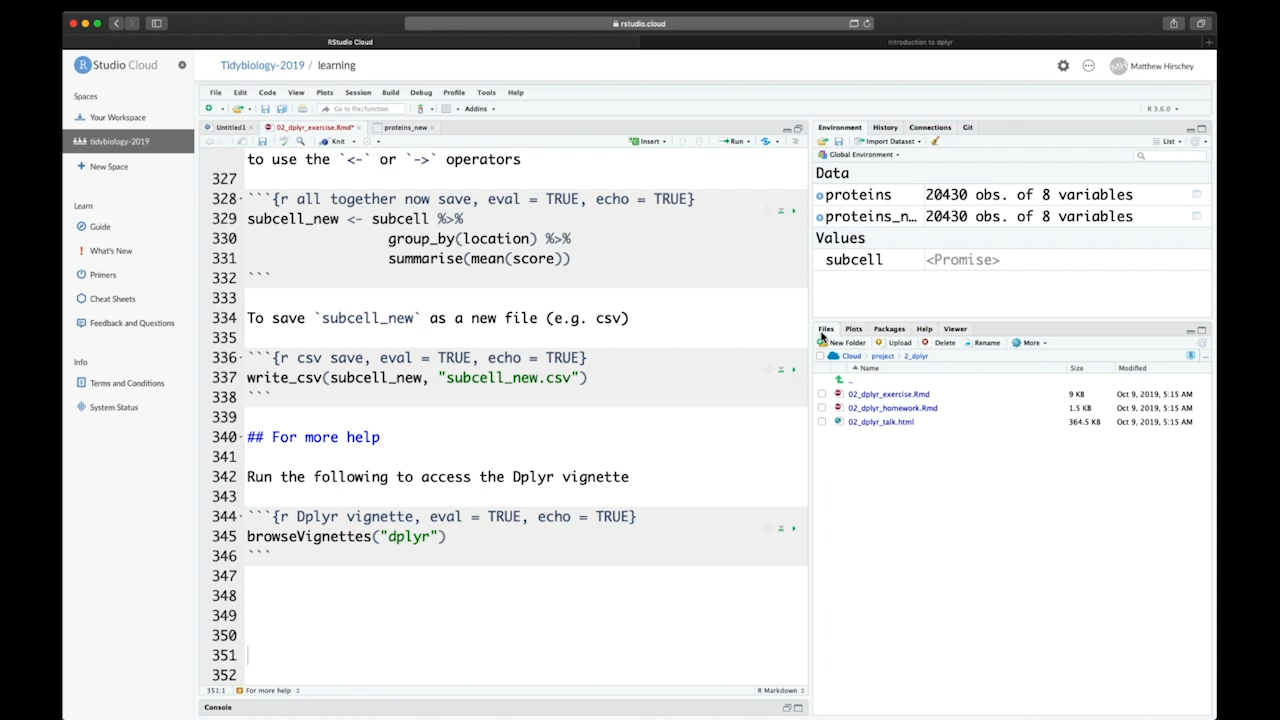 rstudio.cloud
RStudio Cloud
Introduction to dplyr
R Studio Cloud
Tidybiology-2019 / learning
Matthew Hirschey
Spaces
Your Workspace
tidybiology-2019
New Space
Learn
Guide
What's New
Primers
Cheat Sheets
Feedback and Questions
Info
Terms and Conditions
System Status
File Edit Code View Plots Session Build Debug Profile Tools Help
Go to file/function
Addins
R 3.6.0
Untitled1
02_dplyr_exercise.Rmd*
proteins_new
Knit
Insert
Run
to use the `<-` or `->` operators
327
328 ```{r all together now save, eval = TRUE, echo = TRUE}
329 subcell_new <- subcell %>%
330 group_by(location) %>%
331 summarise(mean(score))
332 ```
333
334 To save `subcell_new` as a new file (e.g. csv)
335
336 ```{r csv save, eval = TRUE, echo = TRUE}
337 write_csv(subcell_new, "subcell_new.csv")
338 ```
339
340 ## For more help
341
342 Run the following to access the Dplyr vignette
343
344 ```{r Dplyr vignette, eval = TRUE, echo = TRUE}
345 browseVignettes("dplyr")
346 ```
347
348
349
350
351
352
351:1
For more help
R Markdown
Console
Environment History Connections Git
Import Dataset
List
Global Environment
Data
proteins 20430 obs. of 8 variables
proteins_n... 20430 obs. of 8 variables
Values
subcell <Promise>
Files Plots Packages Help Viewer
New Folder Upload Delete Rename More
Cloud project 2_dplyr
Name Size Modified
..
02_dplyr_exercise.Rmd 9 KB Oct 9, 2019, 5:15 AM
02_dplyr_homework.Rmd 1.5 KB Oct 9, 2019, 5:15 AM
02_dplyr_talk.html 364.5 KB Oct 9, 2019, 5:15 AM